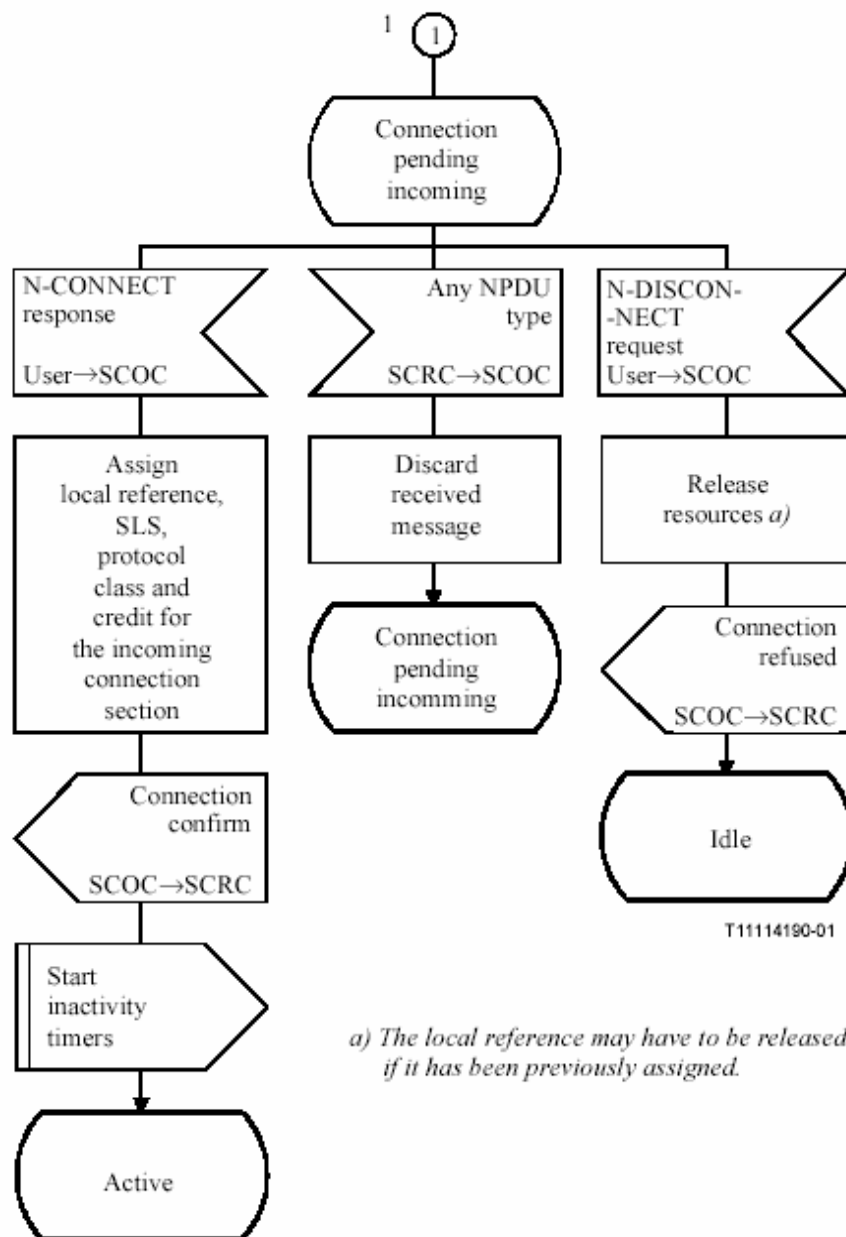 1
1
Connection
pending
incoming
N-CONNECT
response
User→SCOC
Any NPDU
type
SCRC→SCOC
N-DISCON-
-NECT
request
User→SCOC
Assign
local reference,
SLS,
protocol
class and
credit for
the incoming
connection
section
Discard
received
message
Release
resources a)
Connection
pending
incomming
Connection
refused
SCOC→SCRC
Connection
confirm
SCOC→SCRC
Idle
T11114190-01
Start
inactivity
timers
a) The local reference may have to be released
if it has been previously assigned.
Active